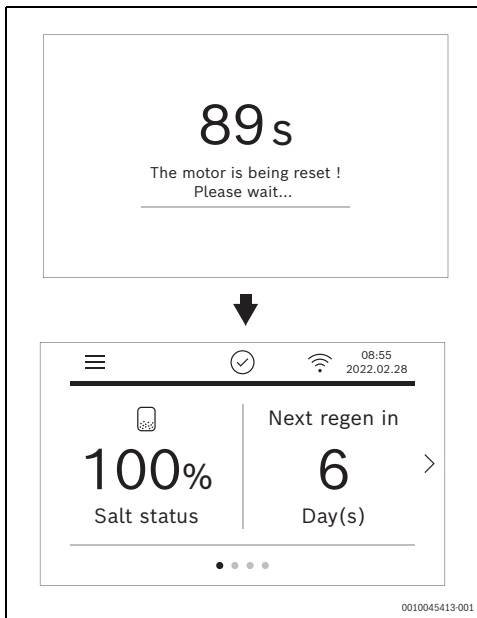 89 s
The motor is being reset !
Please wait...
08:55
2022.02.28
Next regen in
100%
6
Salt status
Day(s)
0010045413-001